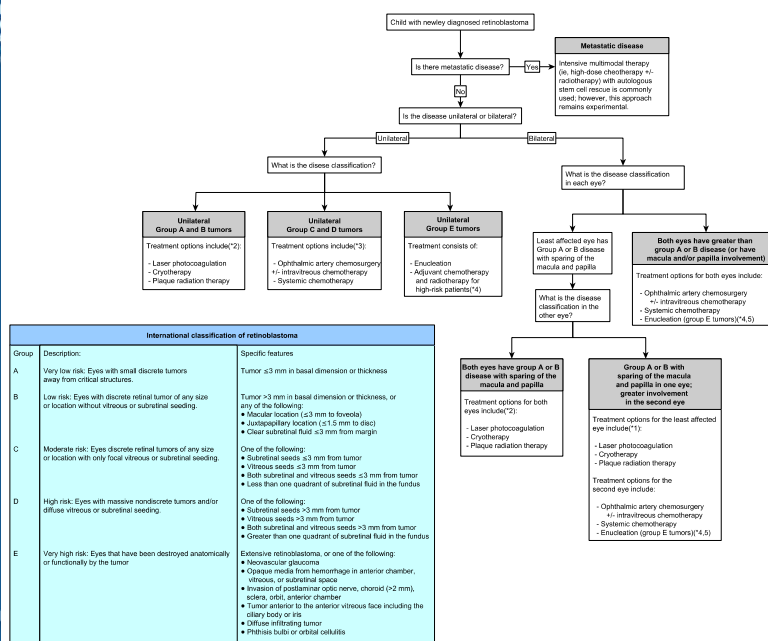 Child with newley diagnosed retinoblastoma
Is there metastatic disease?
Yes
Metastatic disease
Intensive multimodal therapy
(ie, high-dose cheotherapy +/-
radiotherapy) with autologous
stem cell rescue is commonly
used; however, this approach
remains experimental.
No
Is the disease unilateral or bilateral?
Unilateral
Bilateral
What is the disese classification?
What is the disease classification
in each eye?
Unilateral
Group A and B tumors
Treatment options include(*2):
- Laser photocoagulation
- Cryotherapy
- Plaque radiation therapy
Unilateral
Group C and D tumors
Treatment options include(*3):
- Ophthalmic artery chemosurgery
+/- intravitreous chemotherapy
- Systemic chemotherapy
Unilateral
Group E tumors
Treatment consists of:
- Enucleation
- Adjuvant chemotherapy
and radiotherapy for
high-risk patients(*4)
Least affected eye has
Group A or B disease
with sparing of the
macula and papilla
Both eyes have greater than
group A or B disease (or have
macula and/or papilla involvement)
Treatment options for both eyes include:
- Ophthalmic artery chemosurgery
+/- intravitreous chemotherapy
- Systemic chemotherapy
- Enucleation (group E tumors)(*4,5)
What is the disease
classification in the
other eye?
Both eyes have group A or B
disease with sparing of the
macula and papilla
Treatment options for both
eyes include(*2):
- Laser photocoagulation
- Cryotherapy
- Plaque radiation therapy
Group A or B with
sparing of the macula
and papilla in one eye;
greater involvement
in the second eye
Treatment options for the least affected
eye include(*1):
- Laser photocoagulation
- Cryotherapy
- Plaque radiation therapy
Treatment options for the
second eye include:
- Ophthalmic artery chemosurgery
+/- intravitreous chemotherapy
- Systemic chemotherapy
- Enucleation (group E tumors)(*4,5)
International classification of retinoblastoma
Group Description: Specific features
A Very low risk: Eyes with small discrete tumors
away from critical structures.
Tumor ≤3 mm in basal dimension or thickness
B Low risk: Eyes with discrete retinal tumor of any size
or location without vitreous or subretinal seeding.
Tumor >3 mm in basal dimension or thickness, or
any of the following:
● Macular location (≤3 mm to foveola)
● Juxtapapillary location (≤1.5 mm to disc)
● Clear subretinal fluid ≤3 mm from margin
C Moderate risk: Eyes discrete retinal tumors of any size
or location with only focal vitreous or subretinal seeding.
One of the following:
● Subretinal seeds ≤3 mm from tumor
● Vitreous seeds ≤3 mm from tumor
● Both subretinal and vitreous seeds ≤3 mm from tumor
● Less than one quadrant of subretinal fluid in the fundus
D High risk: Eyes with massive nondiscrete tumors and/or
diffuse vitreous or subretinal seeding.
One of the following:
● Subretinal seeds >3 mm from tumor
● Vitreous seeds >3 mm from tumor
● Both subretinal and vitreous seeds >3 mm from tumor
● Greater than one quadrant of subretinal fluid in the fundus
E Very high risk: Eyes that have been destroyed anatomically
or functionally by the tumor
Extensive retinoblastoma, or one of the following:
● Neovascular glaucoma
● Opaque media from hemorrhage in anterior chamber,
vitreous, or subretinal space
● Invasion of postlaminar optic nerve, choroid (>2 mm),
sclera, orbit, anterior chamber
● Tumor anterior to the anterior vitreous face including the
ciliary body or iris
● Diffuse infiltrating tumor
● Phthisis bulbi or orbital cellulitis